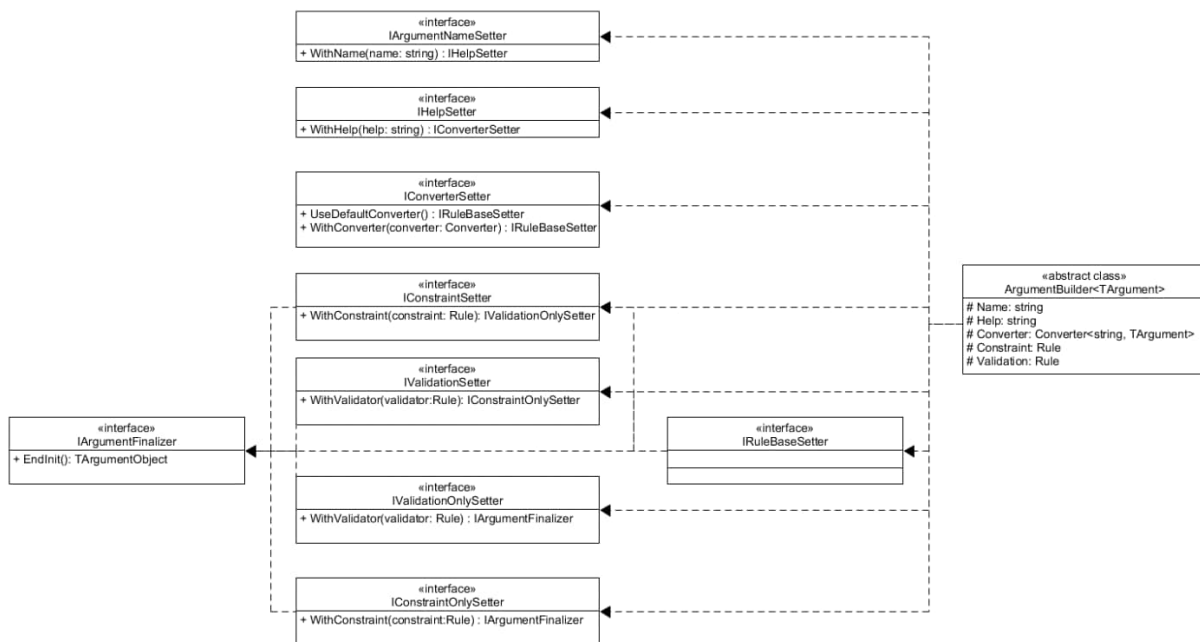 «interface»
IArgumentNameSetter
+ WithName(name: string) : IHelpSetter
«interface»
IHelpSetter
+ WithHelp(help: string) : IConverterSetter
«interface»
IConverterSetter
+ UseDefaultConverter() : IRuleBaseSetter
+ WithConverter(converter: Converter) : IRuleBaseSetter
«interface»
IConstraintSetter
+ WithConstraint(constraint: Rule): IValidationOnlySetter
«abstract class»
ArgumentBuilder<TArgument>
# Name: string
# Help: string
# Converter: Converter<string, TArgument>
# Constraint: Rule
# Validation: Rule
«interface»
IValidationSetter
+ WithValidator(validator:Rule): IConstraintOnlySetter
«interface»
IArgumentFinalizer
+ EndInit(): TArgumentObject
«interface»
IRuleBaseSetter
«interface»
IValidationOnlySetter
+ WithValidator(validator: Rule) : IArgumentFinalizer
«interface»
IConstraintOnlySetter
+ WithConstraint(constraint:Rule) : IArgumentFinalizer